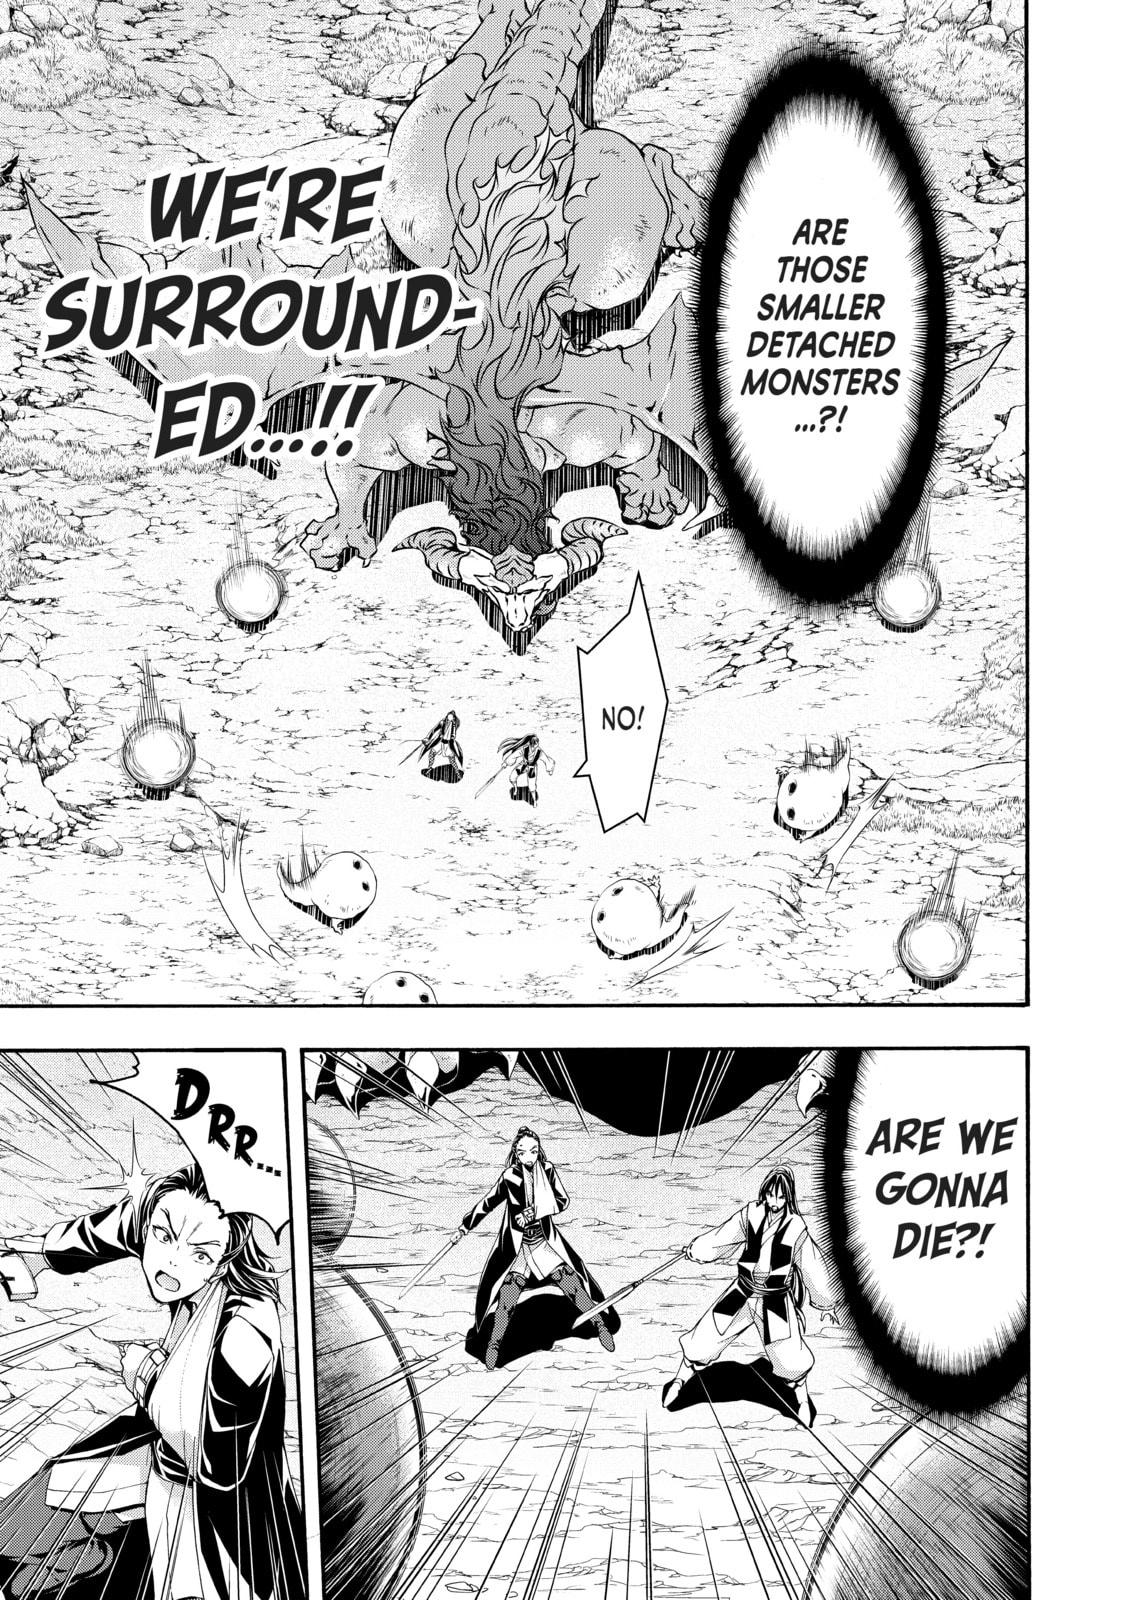 ARE
THOSE
SMALLER
DETACHED
MONSTERS
...?!
WE'RE
SURROUND-
ED...!!
NO!
ARE WE
GONNA
DIE?!
DRR...